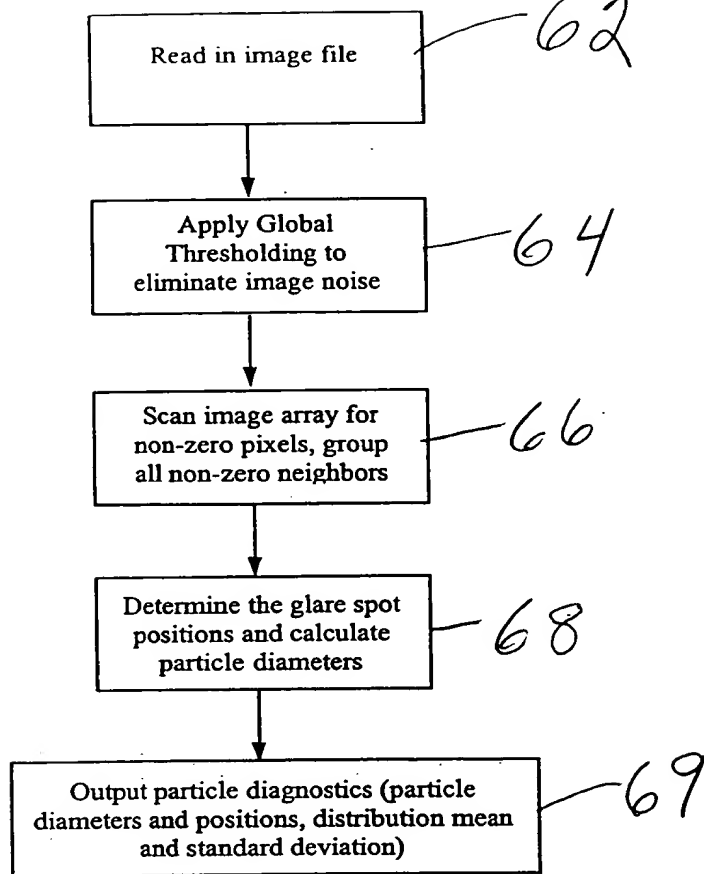 Read in image file
62
Apply Global
Thresholding to
eliminate image noise
64
Scan image array for
non-zero pixels, group
all non-zero neighbors
66
Determine the glare spot
positions and calculate
particle diameters
68
Output particle diagnostics (particle
diameters and positions, distribution mean
and standard deviation)
69